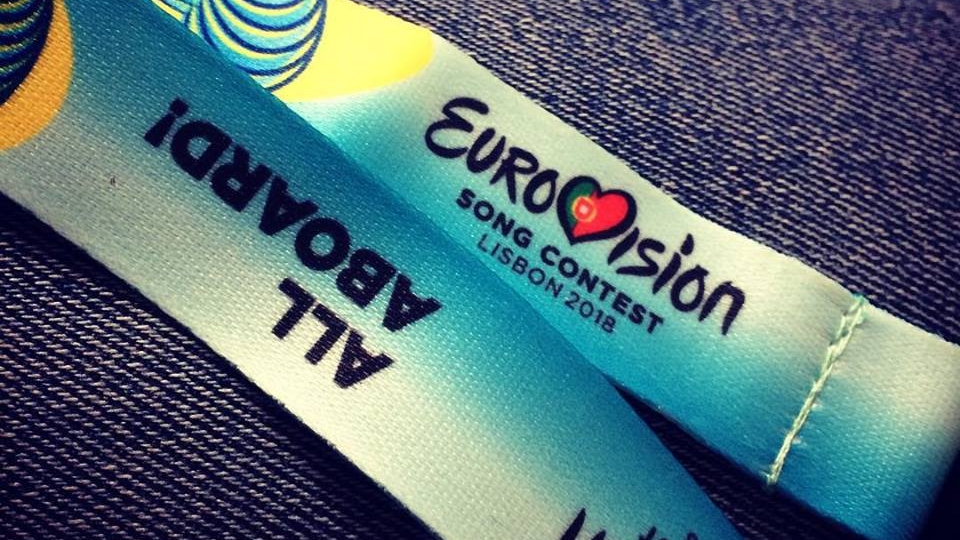 EUROVISION
SONG CONTEST
LISBON 2018
ALL
ABOARD!